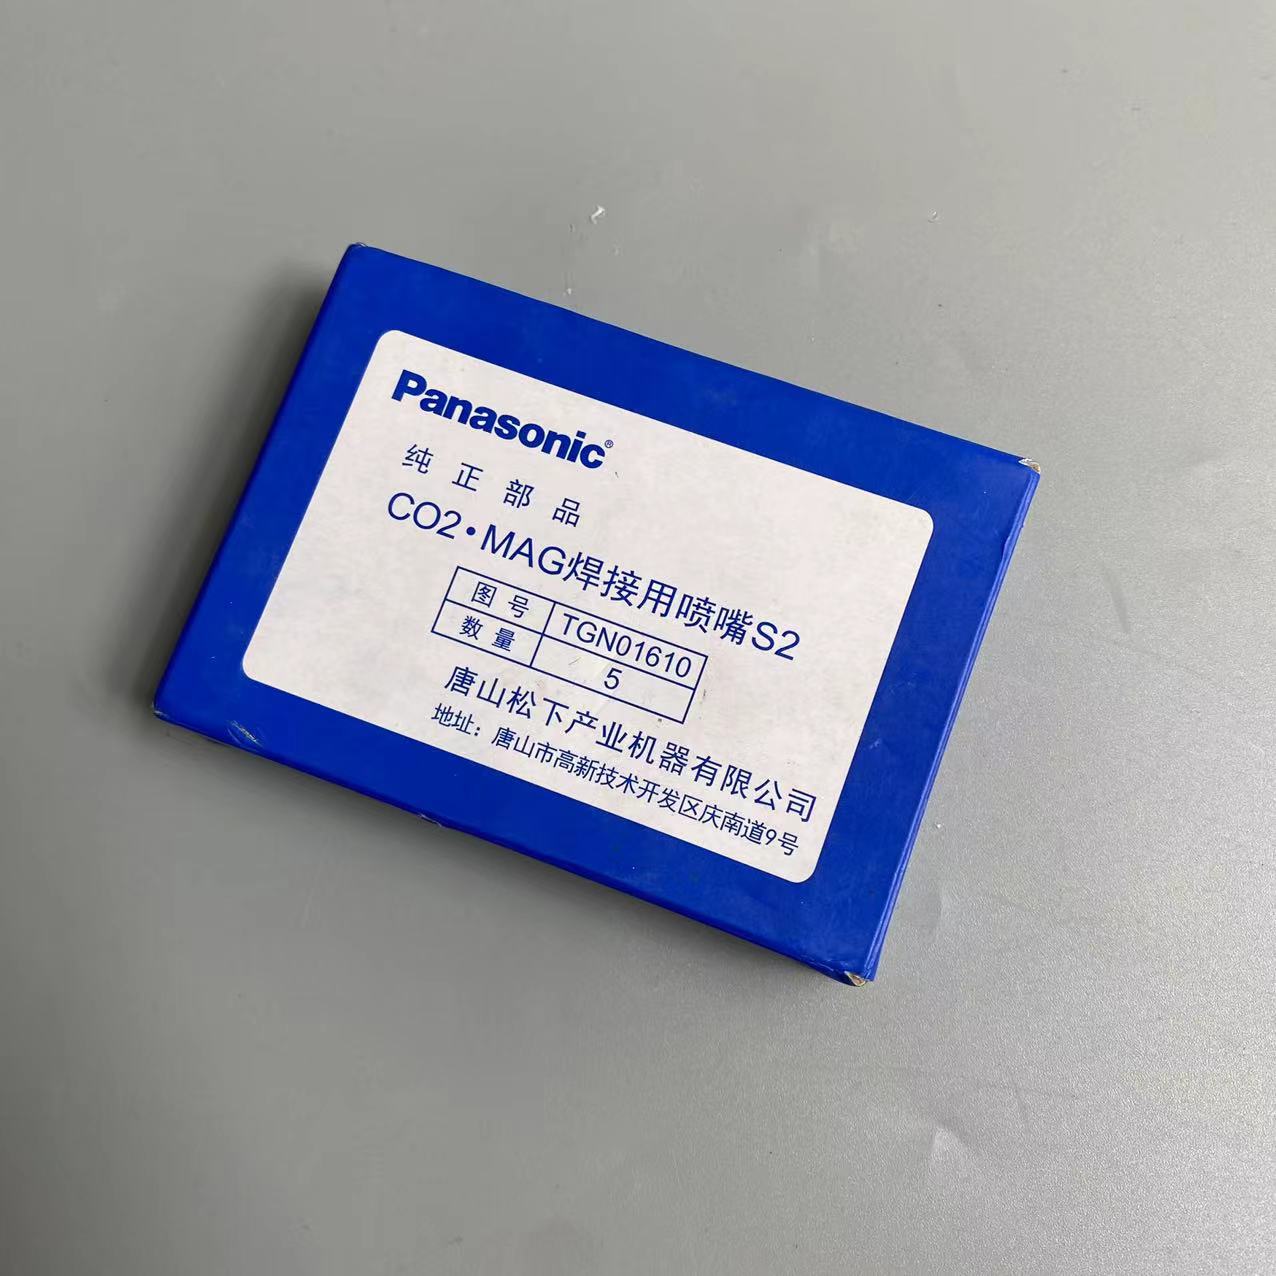 Panasonic®
纯正部品
CO2·MAG焊接用喷嘴S2
图号 TGN01610
数量 5
唐山松下产业机器有限公司
地址：唐山市高新技术开发区庆南道9号